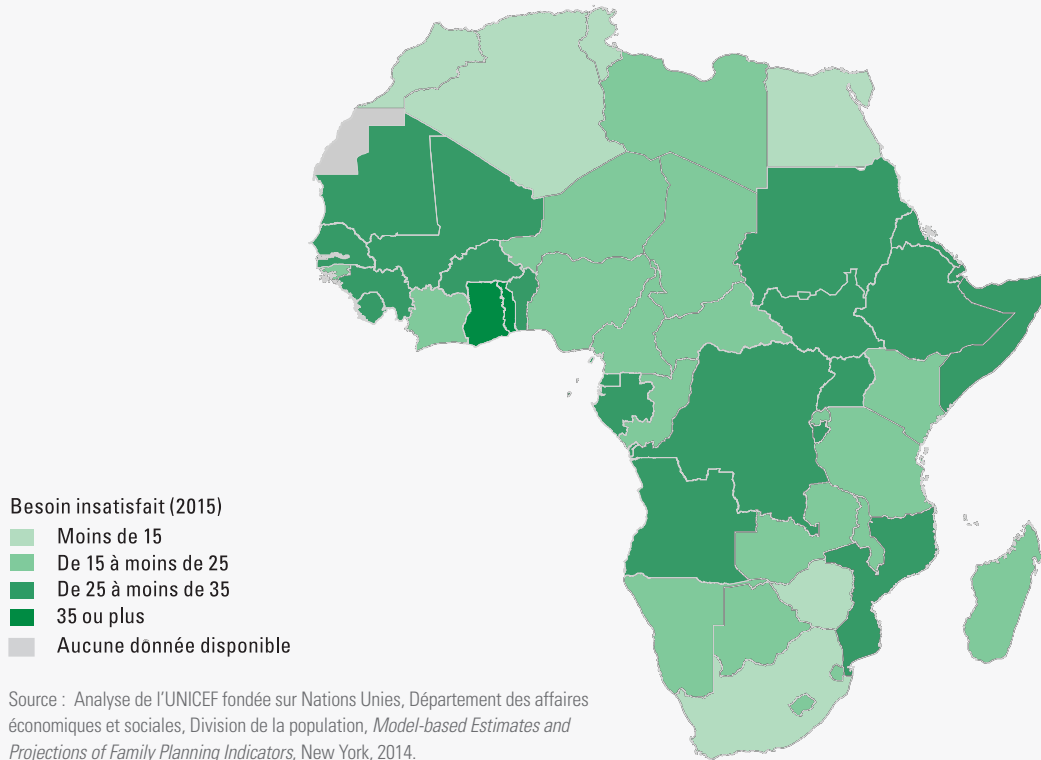 Besoin insatisfait (2015)
Moins de 15
De 15 à moins de 25
De 25 à moins de 35
35 ou plus
Aucune donnée disponible
Source : Analyse de l'UNICEF fondée sur Nations Unies, Département des affaires
économiques et sociales, Division de la population, Model-based Estimates and
Projections of Family Planning Indicators, New York, 2014.